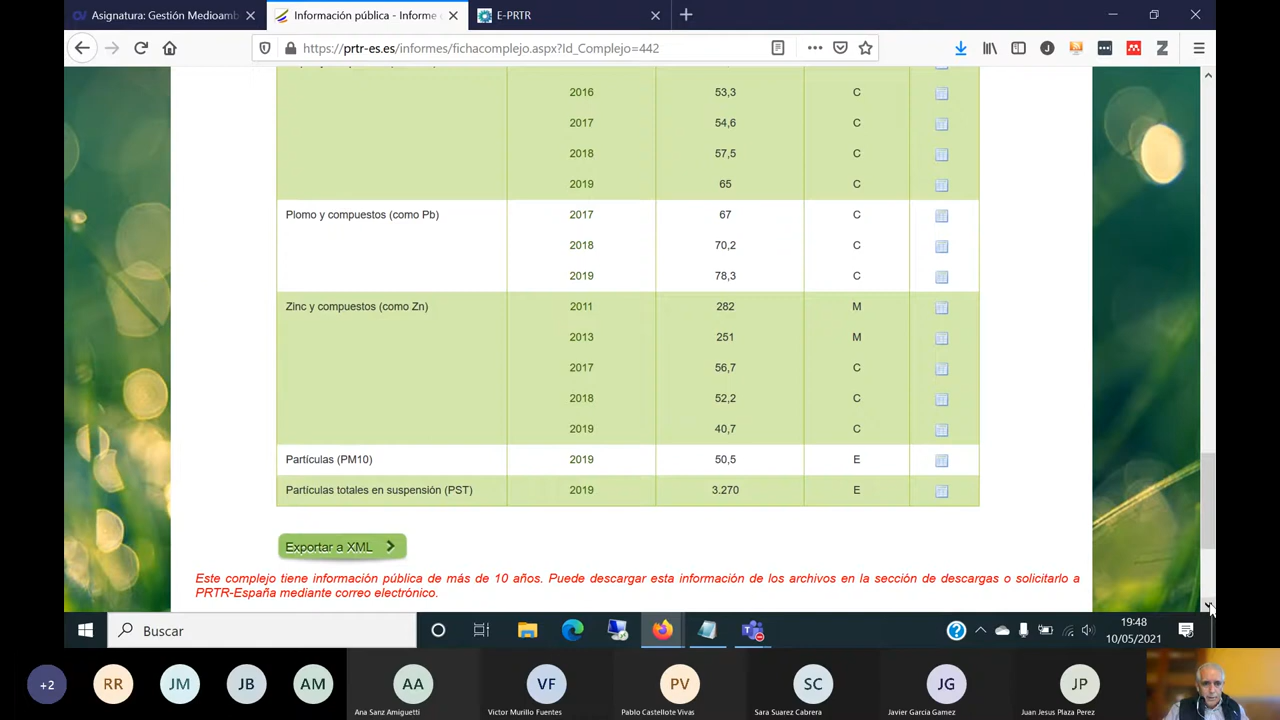 Asignatura: Gestión Medioamb
Información pública - Informe
E-PRTR
https://prtr-es.es/informes/fichacomplejo.aspx?Id_Complejo=442
2016 53,3 C
2017 54,6 C
2018 57,5 C
2019 65 C
Plomo y compuestos (como Pb) 2017 67 C
2018 70,2 C
2019 78,3 C
Zinc y compuestos (como Zn) 2011 282 M
2013 251 M
2017 56,7 C
2018 52,2 C
2019 40,7 C
Partículas (PM10) 2019 50,5 E
Partículas totales en suspensión (PST) 2019 3.270 E
Exportar a XML
Este complejo tiene información pública de más de 10 años. Puede descargar esta información de los archivos en la sección de descargas o solicitarlo a
PRTR-España mediante correo electrónico.
Buscar
19:48
10/05/2021
+2 RR JM JB AM AA VF PV SC JG JP
Ana Sanz Amiguetti Victor Murillo Fuentes Pablo Castellote Vivas Sara Suarez Cabrera Javier Garcia Gamez Juan Jesus Plaza Perez